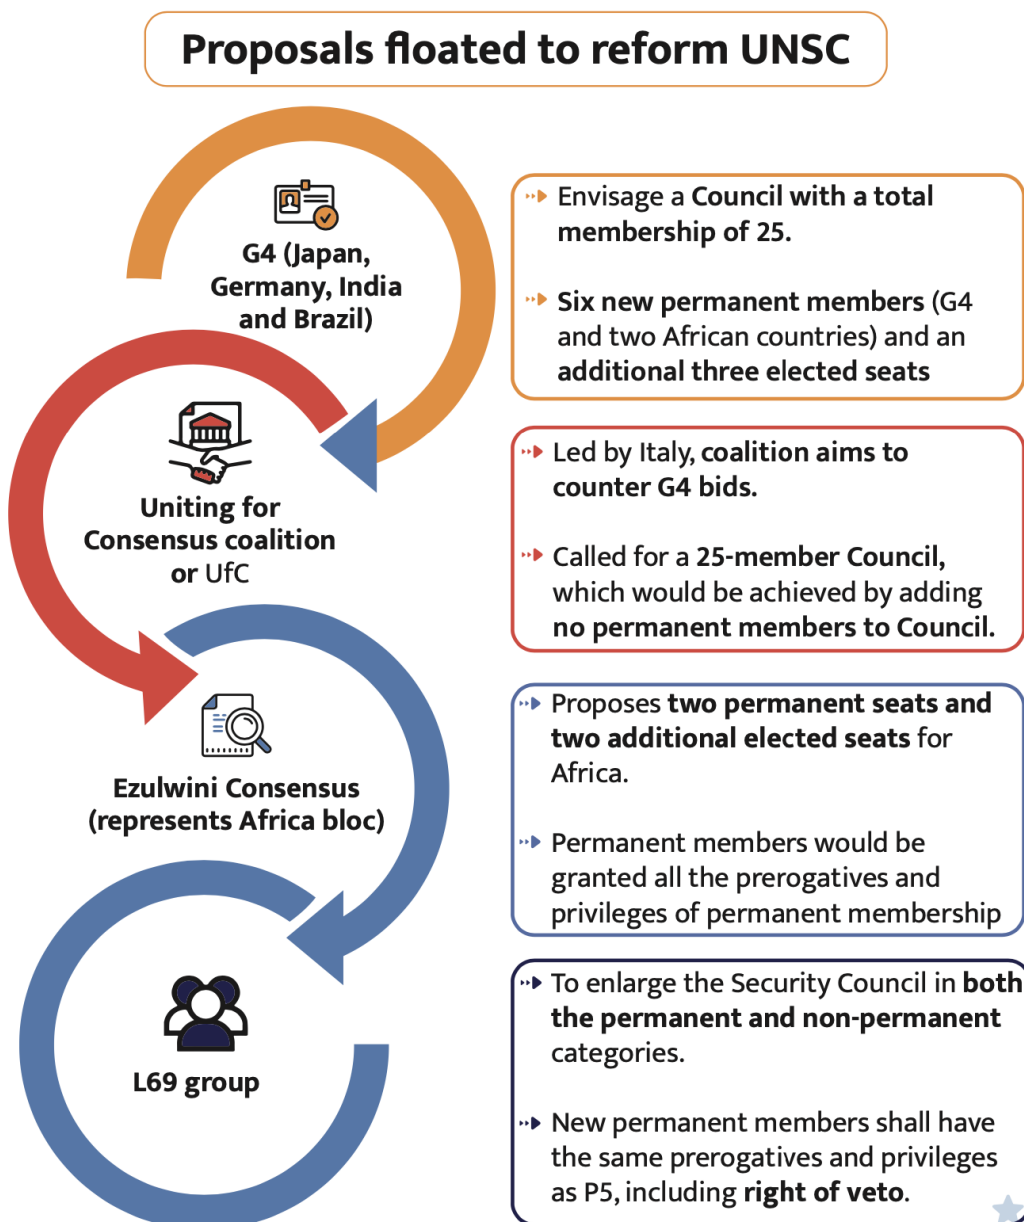 Proposals floated to reform UNSC
G4 (Japan,
Germany, India
and Brazil)
Envisage a Council with a total
membership of 25.
Six new permanent members (G4
and two African countries) and an
additional three elected seats
Uniting for
Consensus coalition
or UfC
Led by Italy, coalition aims to
counter G4 bids.
Called for a 25-member Council,
which would be achieved by adding
no permanent members to Council.
Ezulwini Consensus
(represents Africa bloc)
Proposes two permanent seats and
two additional elected seats for
Africa.
Permanent members would be
granted all the prerogatives and
privileges of permanent membership
L69 group
To enlarge the Security Council in both
the permanent and non-permanent
categories.
New permanent members shall have
the same prerogatives and privileges
as P5, including right of veto.